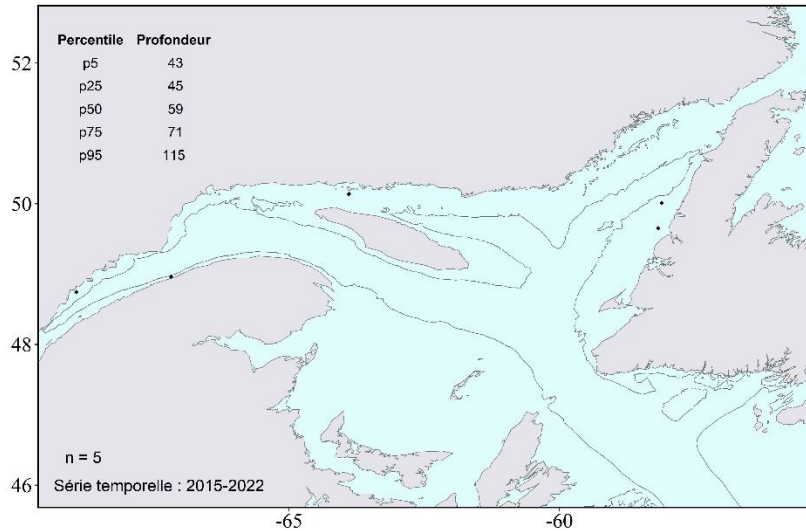 Percentile Profondeur
p5 43
p25 45
p50 59
p75 71
p95 115
52
50
48
46
n = 5
Série temporelle : 2015-2022
-65 -60